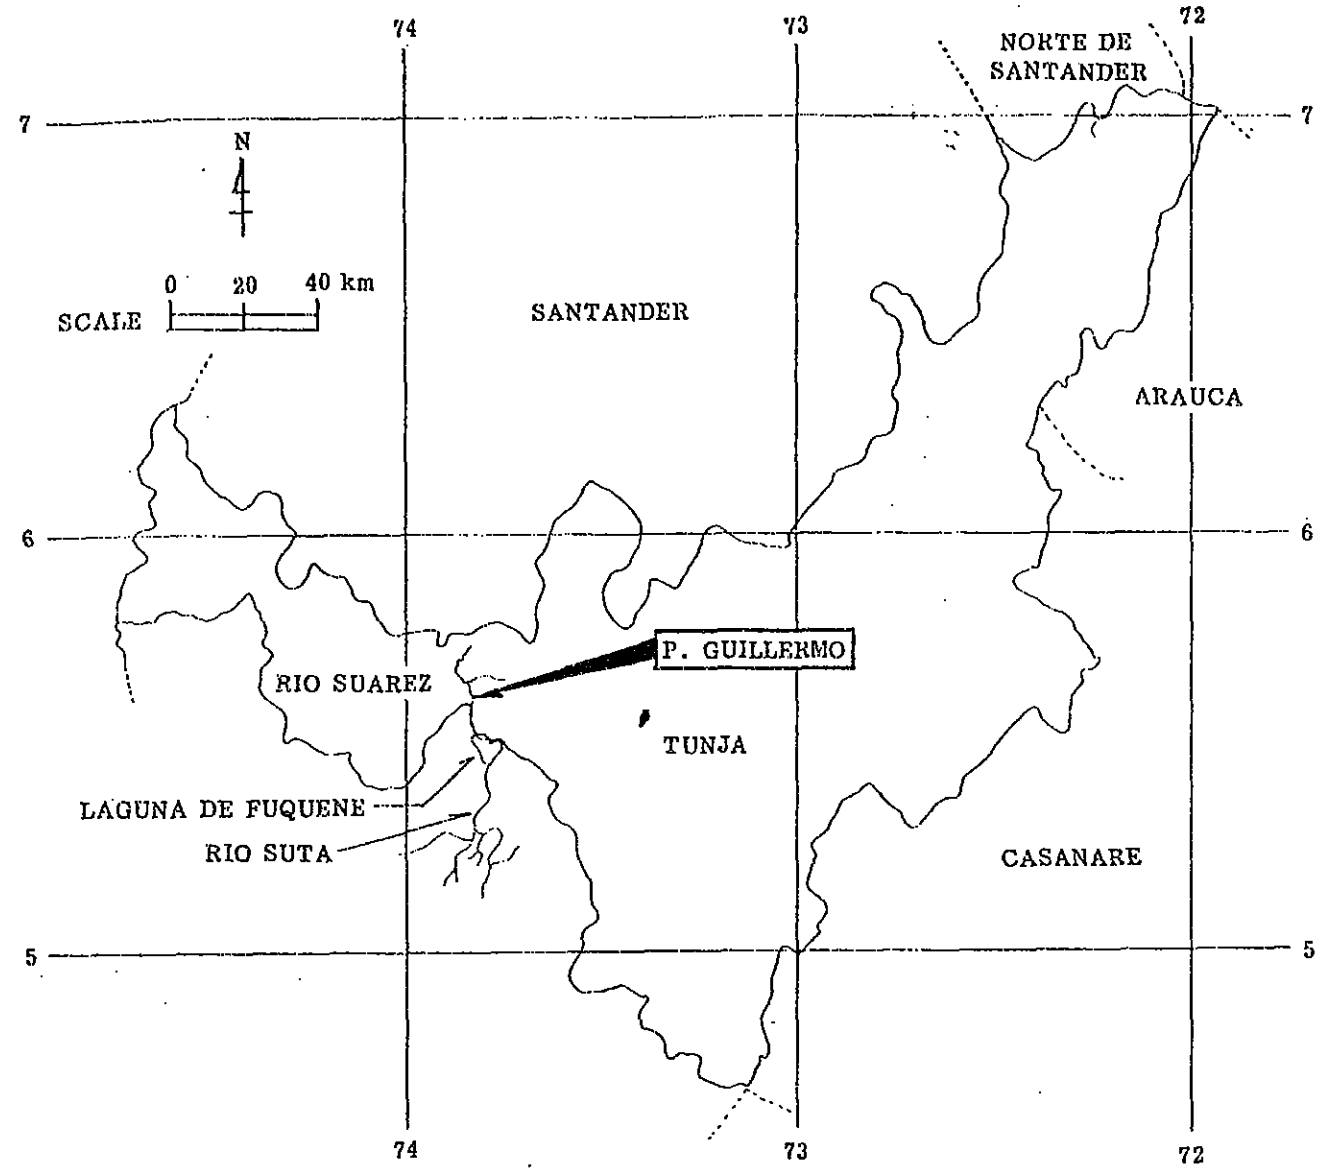 74
73
72
NORTE DE
SANTANDER
7
7
N
0 20 40 km
SCALE
SANTANDER
ARAUCA
6
6
P. GUILLERMO
RIO SUAREZ
TUNJA
LAGUNA DE FUQUENE
RIO SUTA
CASANARE
5
5
74
73
72